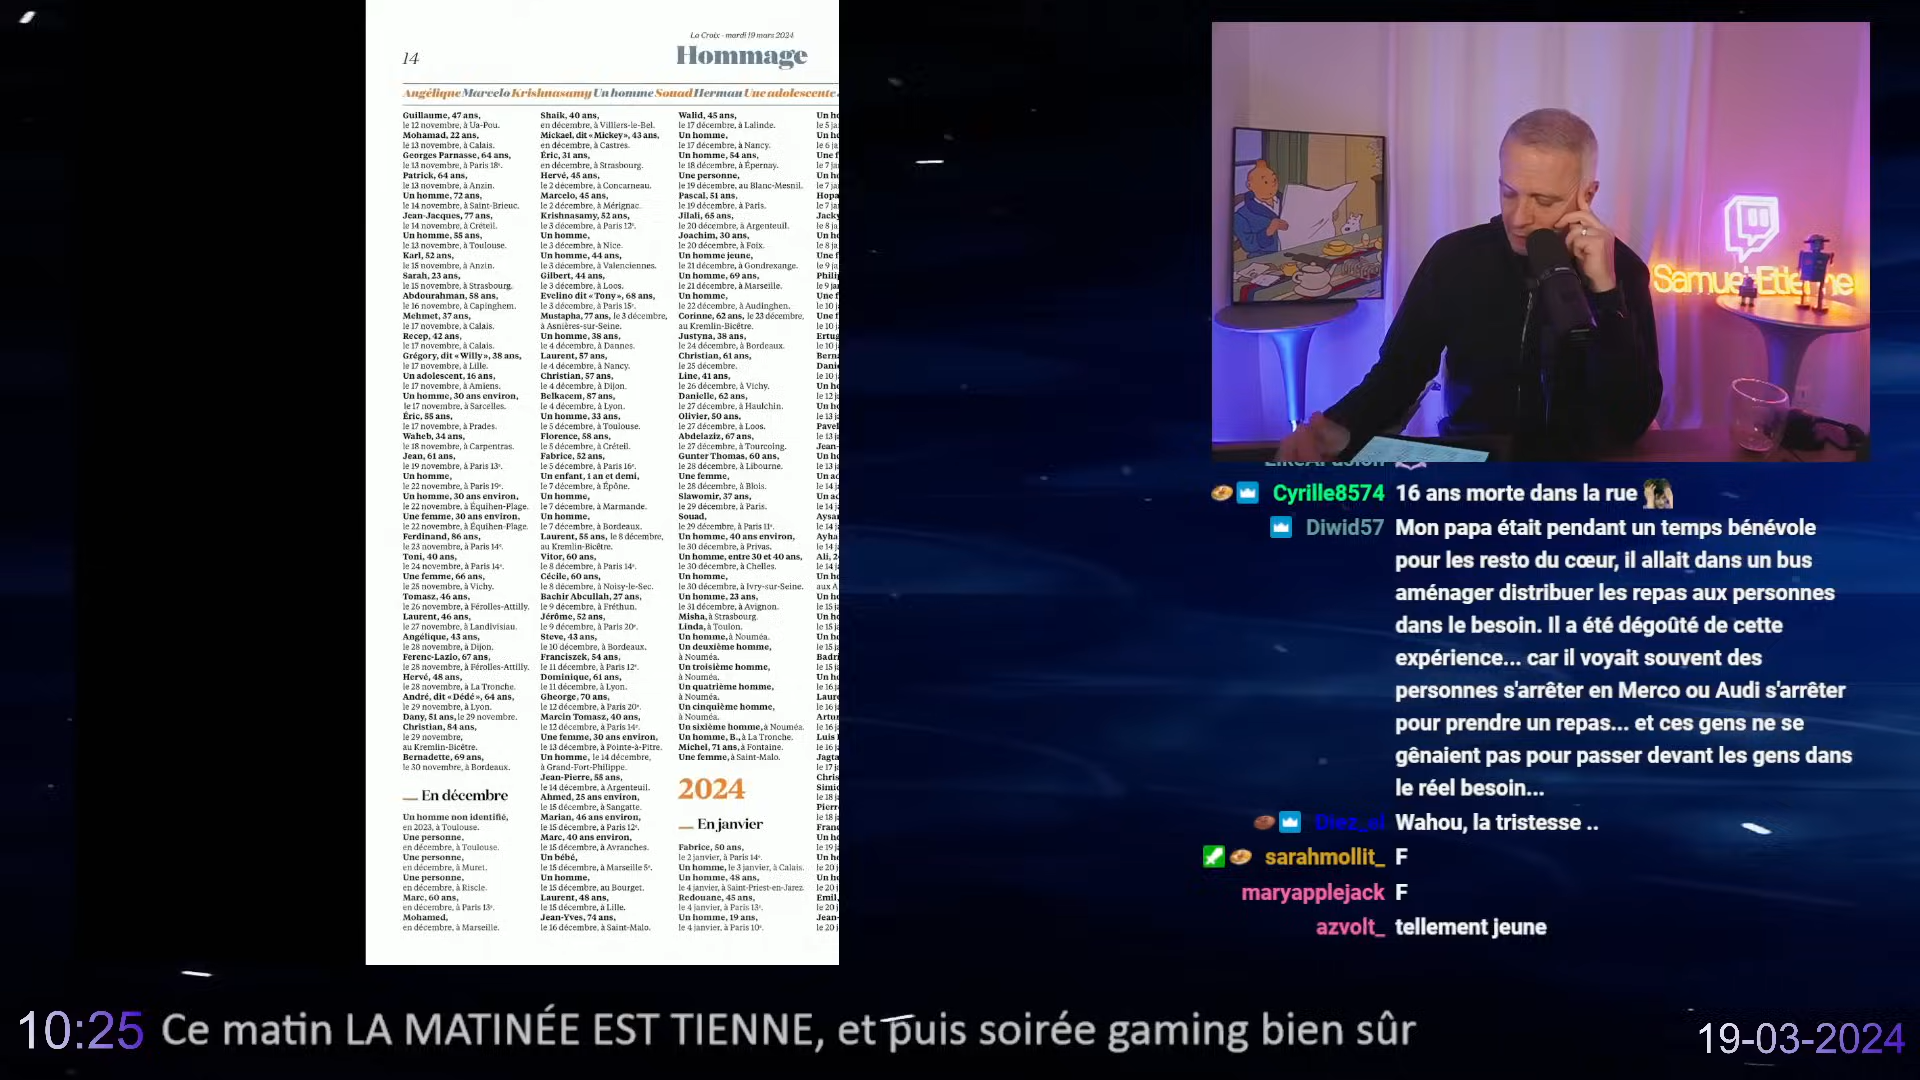 La Croix - mardi 19 mars 2024
14
Hommage
Angélique Marcelo Krishnasamy Un homme Souad Herman Une adolescente
Guillaume, 47 ans,
le 12 novembre, à Ua-Pou.
Mohamad, 22 ans,
le 13 novembre, à Calais.
Georges Parnasse, 64 ans,
le 13 novembre, à Paris 18e.
Patrick, 64 ans,
le 13 novembre, à Anzin.
Un homme, 72 ans,
le 14 novembre, à Saint-Brieuc.
Jean-Jacques, 77 ans,
le 14 novembre, à Créteil.
Un homme, 55 ans,
le 13 novembre, à Toulouse.
Karl, 52 ans,
le 15 novembre, à Anzin.
Sarah, 23 ans,
le 15 novembre, à Strasbourg.
Abdourahman, 58 ans,
le 16 novembre, à Capinghem.
Mehmet, 37 ans,
le 17 novembre, à Calais.
Recep, 42 ans,
le 17 novembre, à Calais.
Grégory, dit « Willy », 38 ans,
le 17 novembre, à Lille.
Un adolescent, 16 ans,
le 17 novembre, à Amiens.
Un homme, 30 ans environ,
le 17 novembre, à Sarcelles.
Éric, 55 ans,
le 17 novembre, à Prades.
Waheb, 34 ans,
le 18 novembre, à Carpentras.
Jean, 61 ans,
le 19 novembre, à Paris 13e.
Un homme,
le 22 novembre, à Paris 19e.
Un homme, 30 ans environ,
le 22 novembre, à Équihen-Plage.
Une femme, 30 ans environ,
le 22 novembre, à Équihen-Plage.
Ferdinand, 86 ans,
le 23 novembre, à Paris 14e.
Toni, 40 ans,
le 24 novembre, à Paris 14e.
Une femme, 66 ans,
le 25 novembre, à Vichy.
Tomasz, 46 ans,
le 26 novembre, à Férolles-Attilly.
Laurent, 46 ans,
le 27 novembre, à Landivisiau.
Angélique, 43 ans,
le 28 novembre, à Dijon.
Ferenc-Lazlo, 67 ans,
le 28 novembre, à Férolles-Attilly.
Hervé, 48 ans,
le 28 novembre, à La Tronche.
André, dit « Dédé », 64 ans,
le 29 novembre, à Lyon.
Dany, 51 ans, le 29 novembre.
Christian, 84 ans,
le 29 novembre,
au Kremlin-Bicêtre.
Bernadette, 69 ans,
le 30 novembre, à Bordeaux.
En décembre
Un homme non identifié,
en 2023, à Toulouse.
Une personne,
en décembre, à Toulouse.
Une personne,
en décembre, à Muret.
Une personne,
en décembre, à Riscle.
Marc, 60 ans,
en décembre, à Paris 13e.
Mohamed,
en décembre, à Marseille.
Shaik, 40 ans,
en décembre, à Villiers-le-Bel.
Mickael, dit « Mickey », 43 ans,
en décembre, à Castres.
Éric, 31 ans,
en décembre, à Strasbourg.
Hervé, 45 ans,
le 2 décembre, à Concarneau.
Marcelo, 45 ans,
le 2 décembre, à Mérignac.
Krishnasamy, 52 ans,
le 3 décembre, à Paris 12e.
Un homme,
le 3 décembre, à Nice.
Un homme, 44 ans,
le 3 décembre, à Valenciennes.
Gilbert, 44 ans,
le 3 décembre, à Loos.
Evelino dit « Tony », 68 ans,
le 3 décembre, à Paris 15e.
Mustapha, 77 ans, le 3 décembre,
à Asnières-sur-Seine.
Un homme, 38 ans,
le 4 décembre, à Dannes.
Laurent, 57 ans,
le 4 décembre, à Nancy.
Christian, 57 ans,
le 4 décembre, à Dijon.
Belkacem, 87 ans,
le 4 décembre, à Lyon.
Un homme, 33 ans,
le 5 décembre, à Toulouse.
Florence, 58 ans,
le 5 décembre, à Créteil.
Fabrice, 52 ans,
le 5 décembre, à Paris 16e.
Un enfant, 1 an et demi,
le 7 décembre, à Épône.
Un homme,
le 7 décembre, à Marmande.
Un homme,
le 7 décembre, à Bordeaux.
Laurent, 55 ans, le 8 décembre,
au Kremlin-Bicêtre.
Vitor, 60 ans,
le 8 décembre, à Paris 14e.
Cécile, 60 ans,
le 8 décembre, à Noisy-le-Sec.
Bachir Abcullah, 27 ans,
le 9 décembre, à Fréthun.
Jérôme, 52 ans,
le 9 décembre, à Paris 20e.
Steve, 43 ans,
le 10 décembre, à Bordeaux.
Franciszek, 54 ans,
le 11 décembre, à Paris 12e.
Dominique, 61 ans,
le 11 décembre, à Lyon.
Gheorge, 70 ans,
le 12 décembre, à Paris 20e.
Marcin Tomasz, 40 ans,
le 12 décembre, à Paris 14e.
Une femme, 30 ans environ,
le 13 décembre, à Pointe-à-Pitre.
Un homme, le 14 décembre,
à Grand-Fort-Philippe.
Jean-Pierre, 55 ans,
le 14 décembre, à Argenteuil.
Ahmed, 25 ans environ,
le 15 décembre, à Sangatte.
Marian, 46 ans environ,
le 15 décembre, à Paris 12e.
Marc, 40 ans environ,
le 15 décembre, à Avranches.
Un bébé,
le 15 décembre, à Marseille 5e.
Un homme,
le 15 décembre, au Bourget.
Laurent, 48 ans,
le 15 décembre, à Lille.
Jean-Yves, 74 ans,
le 16 décembre, à Saint-Malo.
Walid, 45 ans,
le 17 décembre, à Lalinde.
Un homme,
le 17 décembre, à Nancy.
Un homme, 54 ans,
le 18 décembre, à Épernay.
Une personne,
le 19 décembre, au Blanc-Mesnil.
Pascal, 51 ans,
le 19 décembre, à Paris.
Jilali, 65 ans,
le 20 décembre, à Argenteuil.
Joachim, 30 ans,
le 20 décembre, à Foix.
Un homme jeune,
le 21 décembre, à Gondrexange.
Un homme, 69 ans,
le 21 décembre, à Marseille.
Un homme,
le 22 décembre, à Audinghen.
Corinne, 62 ans, le 23 décembre,
au Kremlin-Bicêtre.
Justyna, 38 ans,
le 24 décembre, à Bordeaux.
Christian, 61 ans,
le 25 décembre.
Line, 41 ans,
le 26 décembre, à Vichy.
Danielle, 62 ans,
le 27 décembre, à Haulchin.
Olivier, 50 ans,
le 27 décembre, à Loos.
Abdelaziz, 67 ans,
le 27 décembre, à Tourcoing.
Gunter Thomas, 60 ans,
le 28 décembre, à Libourne.
Une femme,
le 28 décembre, à Blois.
Slawomir, 37 ans,
le 29 décembre, à Paris.
Souad,
le 29 décembre, à Paris 11e.
Un homme, 40 ans environ,
le 30 décembre, à Privas.
Un homme, entre 30 et 40 ans,
le 30 décembre, à Chelles.
Un homme,
le 30 décembre, à Ivry-sur-Seine.
Un homme, 23 ans,
le 31 décembre, à Avignon.
Misha, à Strasbourg.
Linda, à Toulon.
Un homme, à Nouméa.
Un deuxième homme,
à Nouméa.
Un troisième homme,
à Nouméa.
Un quatrième homme,
à Nouméa.
Un cinquième homme,
à Nouméa.
Un sixième homme, à Nouméa.
Un homme, B., à La Tronche.
Michel, 71 ans, à Fontaine.
Une femme, à Saint-Malo.
2024
En janvier
Fabrice, 50 ans,
le 2 janvier, à Paris 14e.
Un homme, le 3 janvier, à Calais.
Un homme, 48 ans,
le 4 janvier, à Saint-Priest-en-Jarez.
Redouane, 45 ans,
le 4 janvier, à Paris 13e.
Un homme, 19 ans,
le 4 janvier, à Paris 10e.
Samuel Etienne
Cyrille8574 16 ans morte dans la rue
Diwid57 Mon papa était pendant un temps bénévole
pour les resto du cœur, il allait dans un bus
aménager distribuer les repas aux personnes
dans le besoin. Il a été dégoûté de cette
expérience... car il voyait souvent des
personnes s'arrêter en Merco ou Audi s'arrêter
pour prendre un repas... et ces gens ne se
gênaient pas pour passer devant les gens dans
le réel besoin...
Diez_el Wahou, la tristesse ..
sarahmollit_ F
maryapplejack F
azvolt_ tellement jeune
10:25 Ce matin LA MATINÉE EST TIENNE, et puis soirée gaming bien sûr
19-03-2024